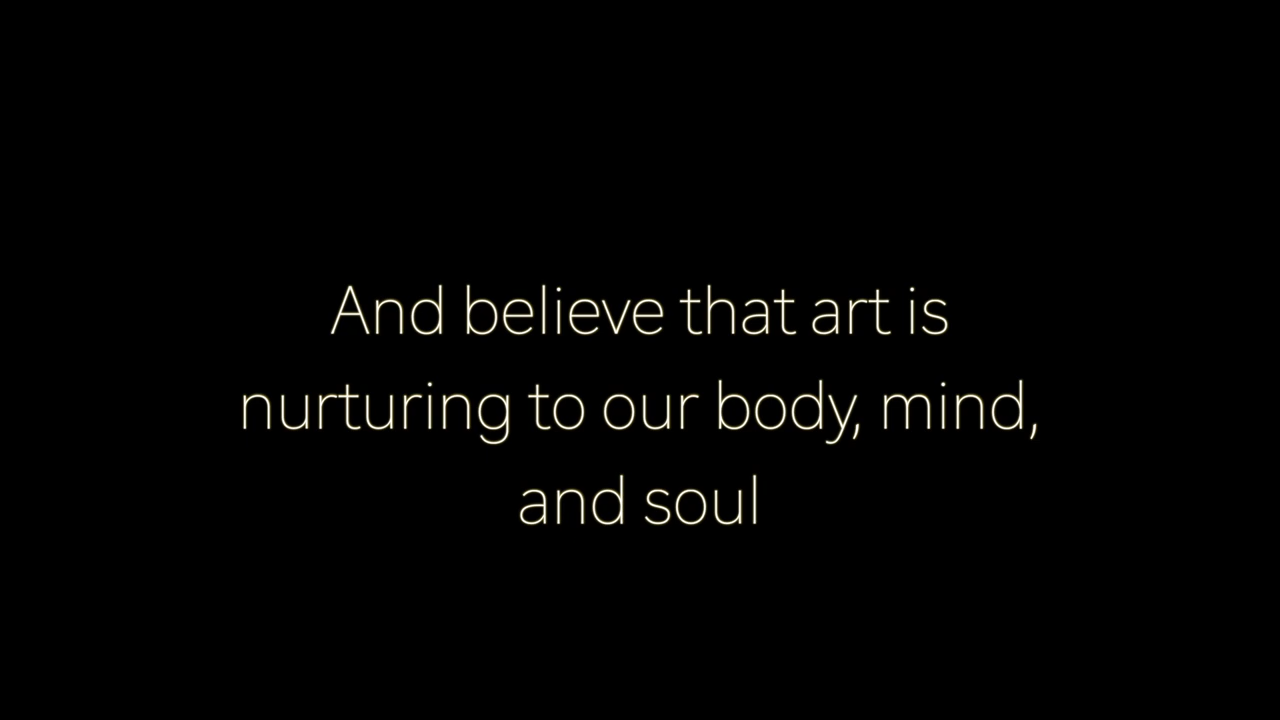 And believe that art is
nurturing to our body, mind,
and soul